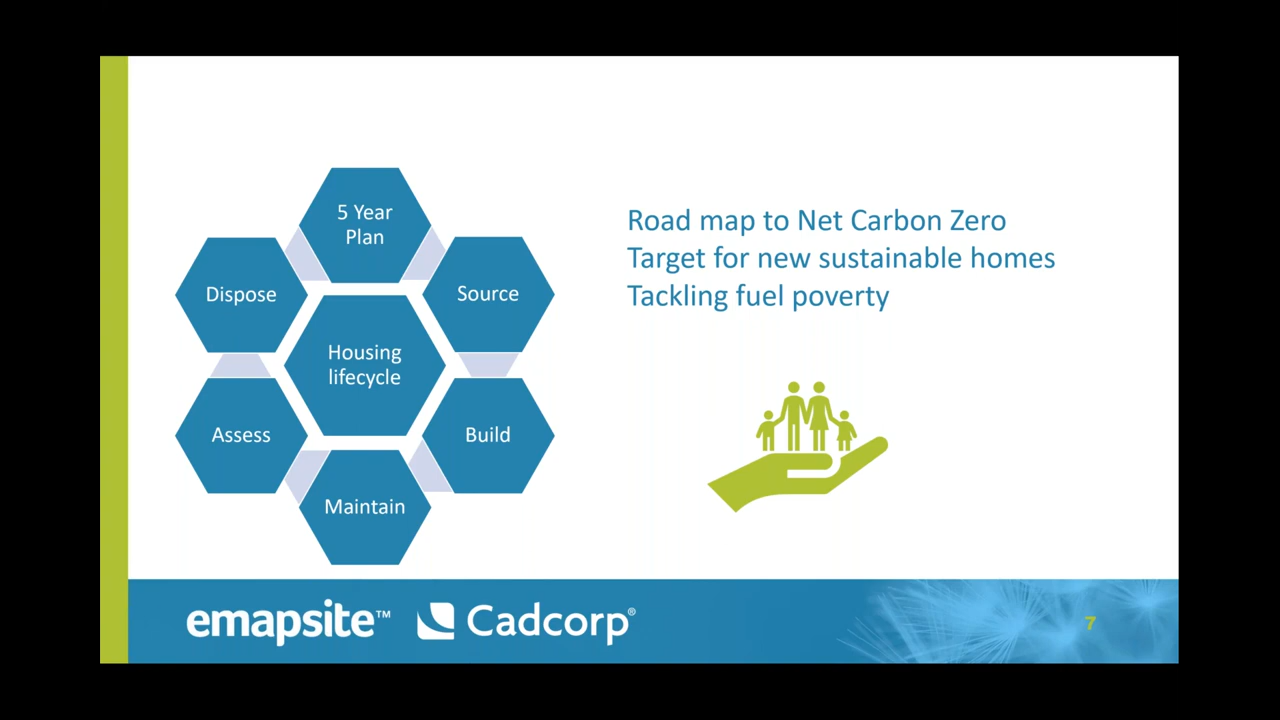 5 Year
Plan
Source
Build
Maintain
Assess
Dispose
Housing
lifecycle
Road map to Net Carbon Zero
Target for new sustainable homes
Tackling fuel poverty
emapsite™
Cadcorp®
7